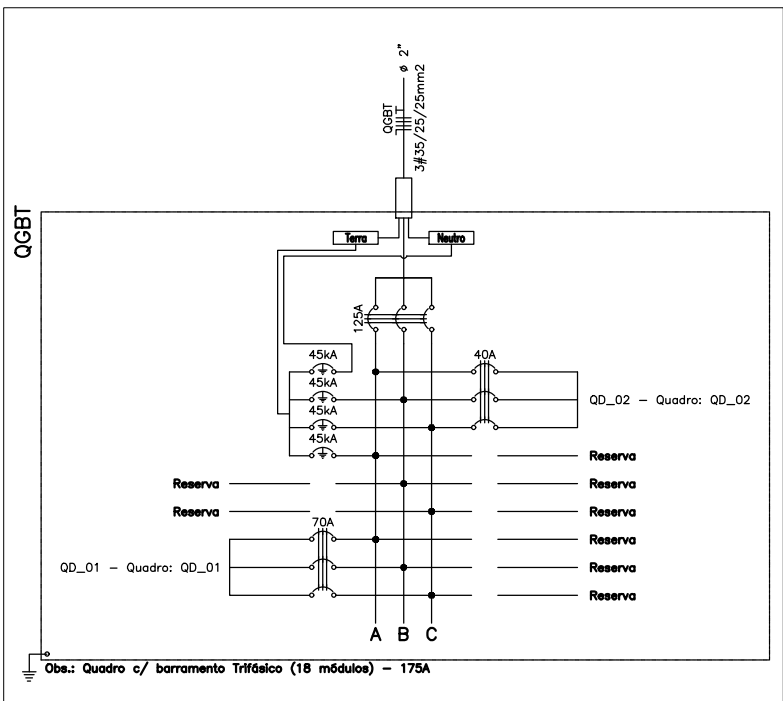 ø 2"
3#35/25/25mm2
QGBT
QGBT
Terra
Neutro
125A
45kA
40A
45kA
QD_02 - Quadro: QD_02
45kA
45kA
Reserva
Reserva
Reserva
Reserva
Reserva
70A
Reserva
QD_01 - Quadro: QD_01
Reserva
Reserva
A B C
Obs.: Quadro c/ barramento Trifásico (18 módulos) - 175A